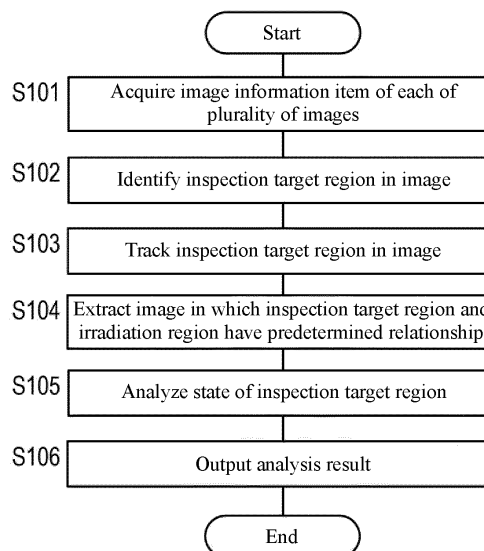 Start
S101
Acquire image information item of each of
plurality of images
S102
Identify inspection target region in image
S103
Track inspection target region in image
S104
Extract image in which inspection target region and
irradiation region have predetermined relationship
S105
Analyze state of inspection target region
S106
Output analysis result
End